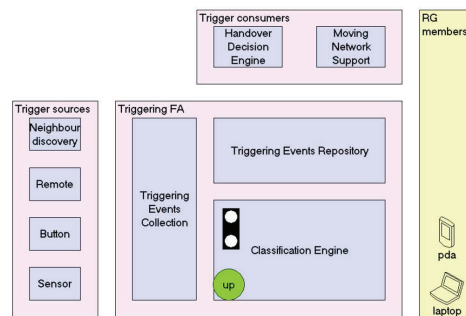 Trigger consumers
Handover
Decision
Engine
Moving
Network
Support
RG
members
Trigger sources
Neighbour
discovery
Remote
Button
Sensor
Triggering FA
Triggering
Events
Collection
Triggering Events Repository
Classification Engine
up
pda
laptop